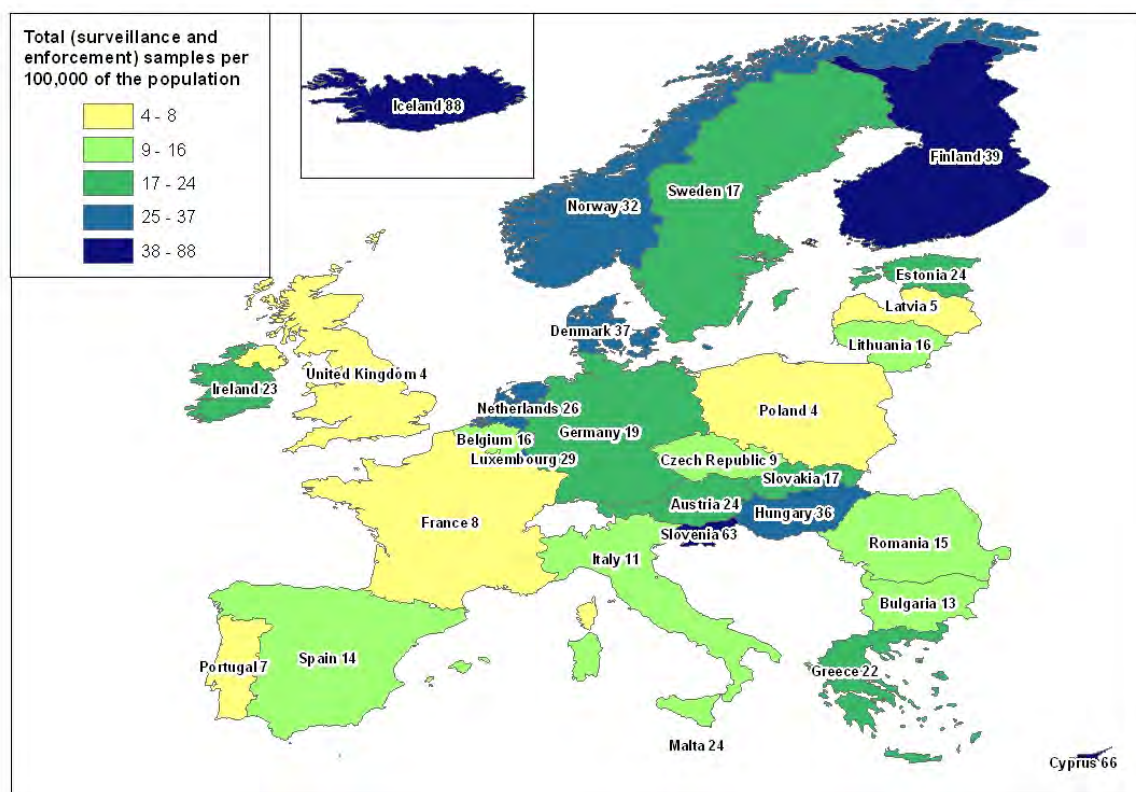 Total (surveillance and
enforcement) samples per
100,000 of the population
4 - 8
9 - 16
17 - 24
25 - 37
38 - 88
Iceland 88
Finland 39
Sweden 17
Norway 32
Estonia 24
Latvia 5
Denmark 37
Lithuania 16
United Kingdom 4
Ireland 23
Netherlands 26
Poland 4
Germany 19
Belgium 16
Luxembourg 29
Czech Republic 9
Slovakia 17
Austria 24
Hungary 36
France 8
Slovenia 63
Romania 15
Italy 11
Bulgaria 13
Portugal 7
Spain 14
Greece 22
Malta 24
Cyprus 66